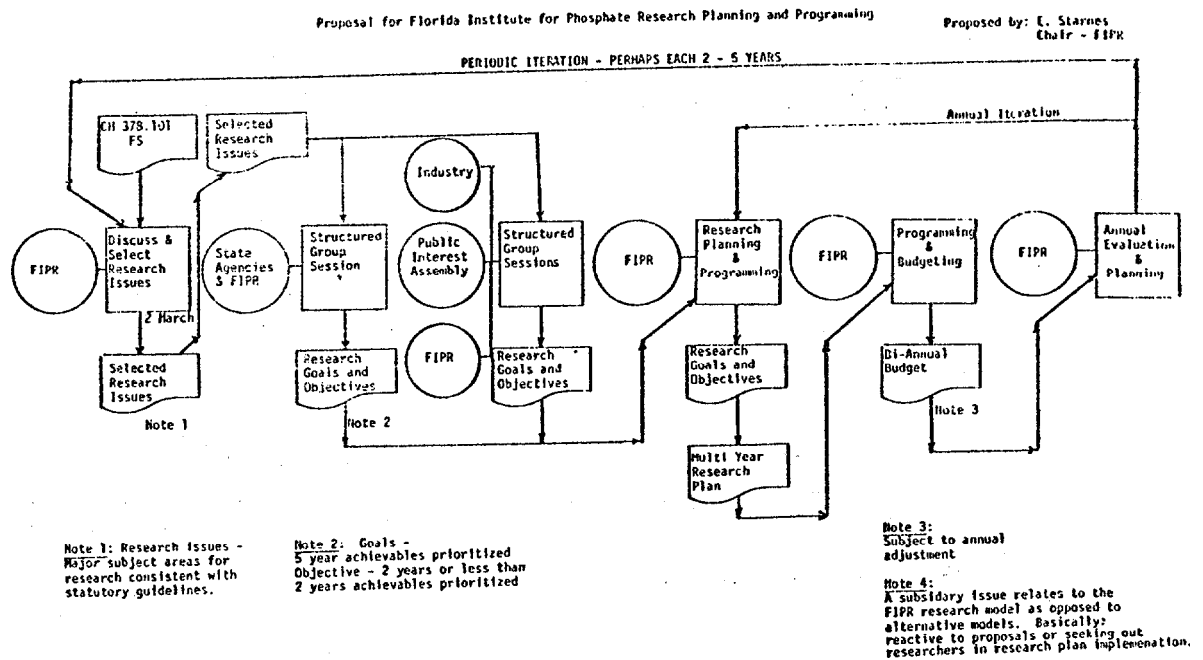 Proposal for Florida Institute for Phosphate Research Planning and Programming
Proposed by: E. Starnes
Chair - FIPR
PERIODIC ITERATION - PERHAPS EACH 2 - 5 YEARS
Annual Iteration
CH 378.101
FS
Selected
Research
Issues
Industry
FIPR
Discuss &
Select
Research
Issues
2 March
State
Agencies
& FIPR
Structured
Group
Session
Public
Interest
Assembly
Structured
Group
Sessions
FIPR
Research
Planning
&
Programming
FIPR
Programming
&
Budgeting
FIPR
Annual
Evaluation
&
Planning
Selected
Research
Issues
Note 1
Research
Goals and
Objectives
Note 2
FIPR
Research
Goals and
Objectives
Research
Goals and
Objectives
Bi-Annual
Budget
Note 3
Multi Year
Research
Plan
Note 1: Research Issues -
Major subject areas for
research consistent with
statutory guidelines.
Note 2: Goals -
5 year achievables prioritized
Objective - 2 years or less than
2 years achievables prioritized
Note 3:
Subject to annual
adjustment
Note 4:
A subsidary issue relates to the
FIPR research model as opposed to
alternative models. Basically:
reactive to proposals or seeking out
researchers in research plan implemenation.